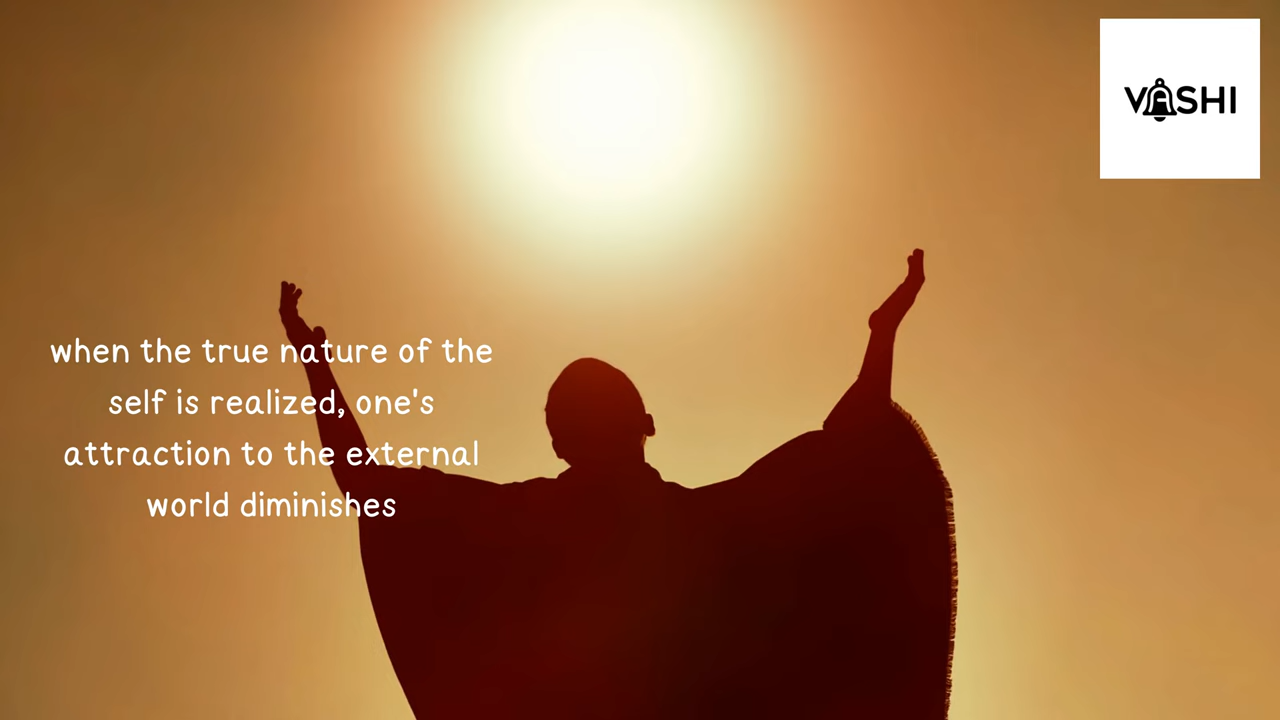 VASHI
when the true nature of the
self is realized, one's
attraction to the external
world diminishes